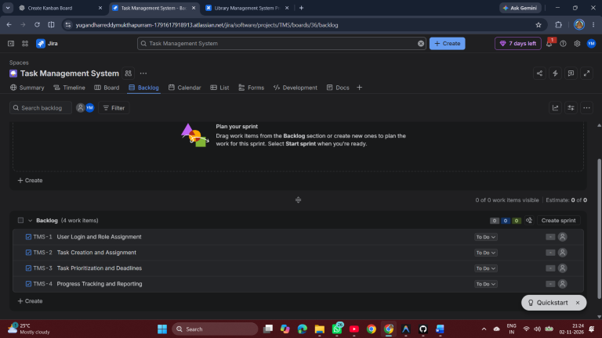 Create Kanban Board
Task Management System - Bac
Library Management System Pr
Ask Gemini
yugandharreddymukthapuram-1791617918913.atlassian.net/jira/software/projects/TMS/boards/36/backlog
Jira
Task Management System
+ Create
7 days left
YM
Spaces
Task Management System
Summary
Timeline
Board
Backlog
Calendar
List
Forms
Development
Docs
Search backlog
YM
Filter
Plan your sprint
Drag work items from the Backlog section or create new ones to plan the
work for this sprint. Select Start sprint when you're ready.
+ Create
0 of 0 work items visible
Estimate: 0 of 0
Backlog (4 work items)
0 0 0
Create sprint
TMS-1 User Login and Role Assignment TO DO
TMS-2 Task Creation and Assignment TO DO
TMS-3 Task Prioritization and Deadlines TO DO
TMS-4 Progress Tracking and Reporting TO DO
+ Create
Quickstart
23°C
Mostly cloudy
Search
ENG
IN
21:24
02-11-2026